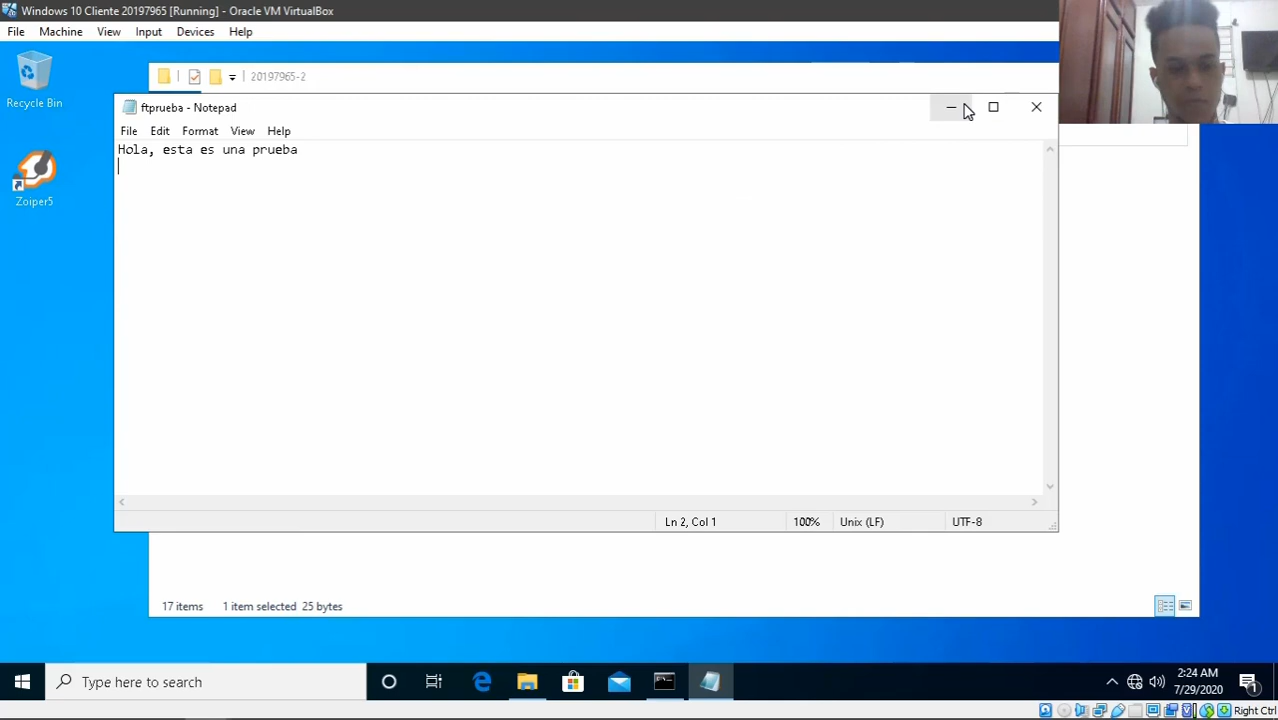 Windows 10 Cliente 20197965 [Running] - Oracle VM VirtualBox
File Machine View Input Devices Help
Recycle Bin
20197965-2
ftprueba - Notepad
File Edit Format View Help
Hola, esta es una prueba
Zoiper5
Ln 2, Col 1 100% Unix (LF) UTF-8
17 items 1 item selected 25 bytes
Type here to search
2:24 AM
7/29/2020
1
Right Ctrl